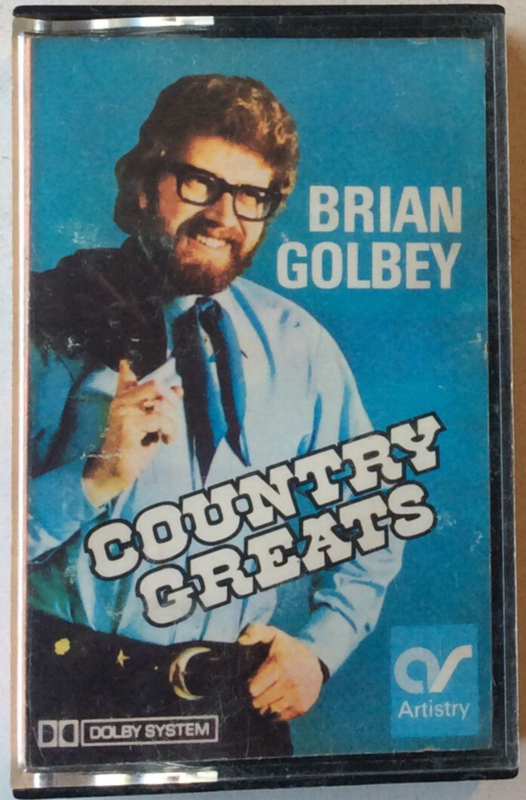 BRIAN
GOLBEY
COUNTRY
GREATS
Artistry
DOLBY SYSTEM